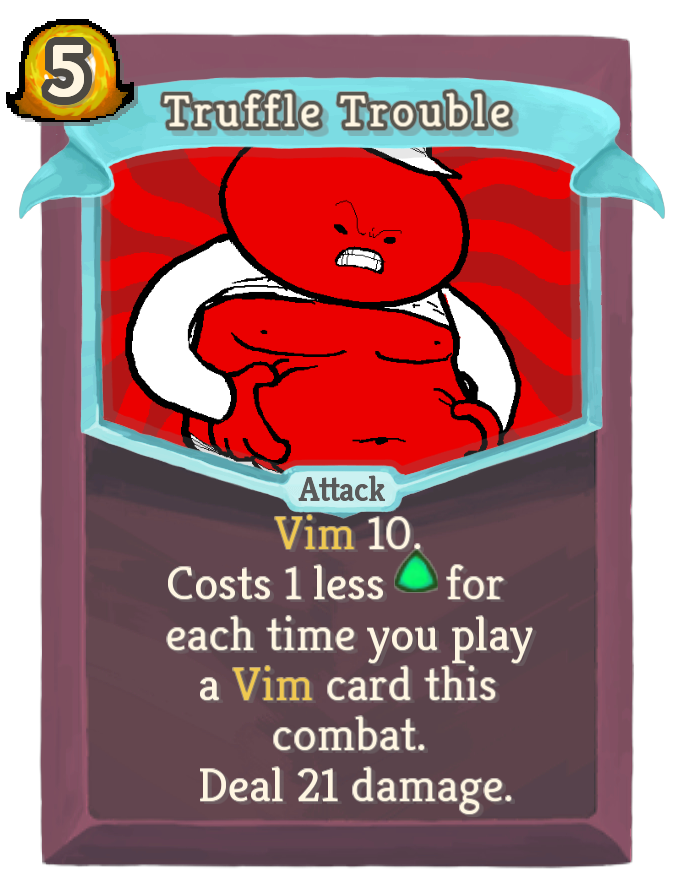 5
Truffle Trouble
Attack
Vim 10.
Costs 1 less for
each time you play
a Vim card this
combat.
Deal 21 damage.